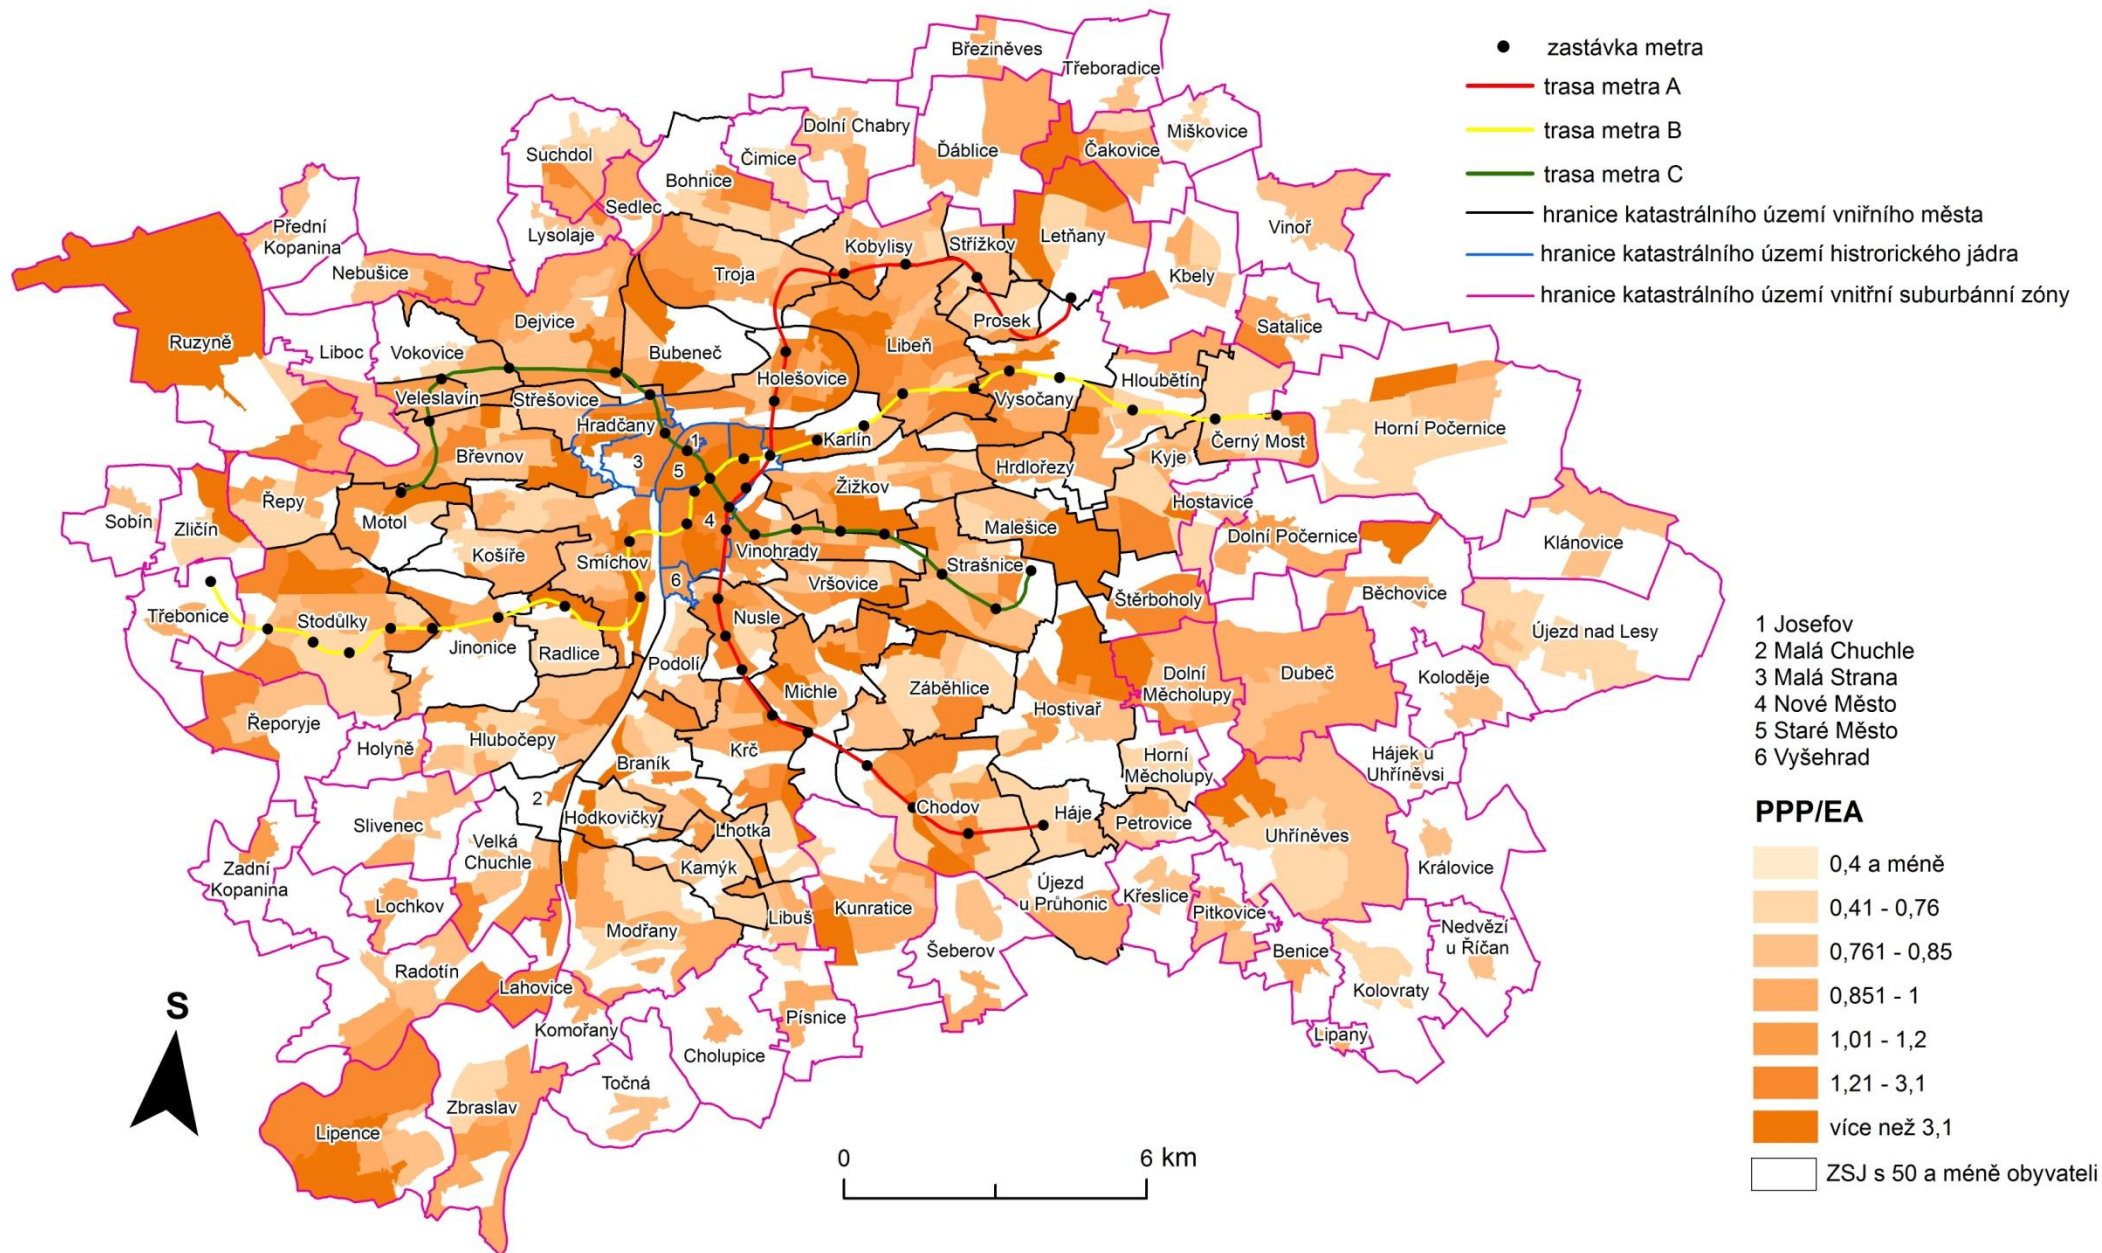 zastávka metra
trasa metra A
trasa metra B
trasa metra C
hranice katastrálního území vniřního města
hranice katastrálního území histrorického jádra
hranice katastrálního území vnitřní suburbánní zóny
Březiněves
Třeboradice
Dolní Chabry
Miškovice
Suchdol
Čimice
Ďáblice
Čakovice
Bohnice
Sedlec
Přední
Kopanina
Lysolaje
Kobylisy
Střížkov
Letňany
Vinoř
Nebušice
Troja
Kbely
Dejvice
Prosek
Satalice
Ruzyně
Liboc
Vokovice
Bubeneč
Libeň
Holešovice
Hloubětín
Veleslavín
Střešovice
Vysočany
Hradčany
Horní Počernice
1
Karlín
Černý Most
Břevnov
3
5
Hrdlořezy
Kyje
Žižkov
Řepy
Hostavice
Sobín
Zličín
Motol
4
Malešice
Dolní Počernice
Klánovice
Košíře
Smíchov
Vinohrady
Strašnice
6
Vršovice
Štěrboholy
Běchovice
Třebonice
Stodůlky
Nusle
Újezd nad Lesy
Jinonice
Radlice
Podolí
Dolní
Měcholupy
Dubeč
Koloděje
Michle
Záběhlice
Hostivař
Řeporyje
Holyně
Hlubočepy
Krč
Braník
Horní
Měcholupy
Hájek u
Uhříněvsi
2
Chodov
Háje
Petrovice
Hodkovičky
Lhotka
Slivenec
Velká
Chuchle
Uhříněves
Zadní
Kopanina
Kamýk
Královice
Lochkov
Újezd
u Průhonic
Křeslice
Pitkovice
Libuš
Kunratice
Modřany
Nedvězí
u Říčan
Šeberov
Benice
Radotín
Lahovice
Kolovraty
Písnice
Komořany
Lipany
Cholupice
Točná
Zbraslav
Lipence
1 Josefov
2 Malá Chuchle
3 Malá Strana
4 Nové Město
5 Staré Město
6 Vyšehrad
PPP/EA
0,4 a méně
0,41 - 0,76
0,761 - 0,85
0,851 - 1
1,01 - 1,2
1,21 - 3,1
více než 3,1
ZSJ s 50 a méně obyvateli
S
0 6 km